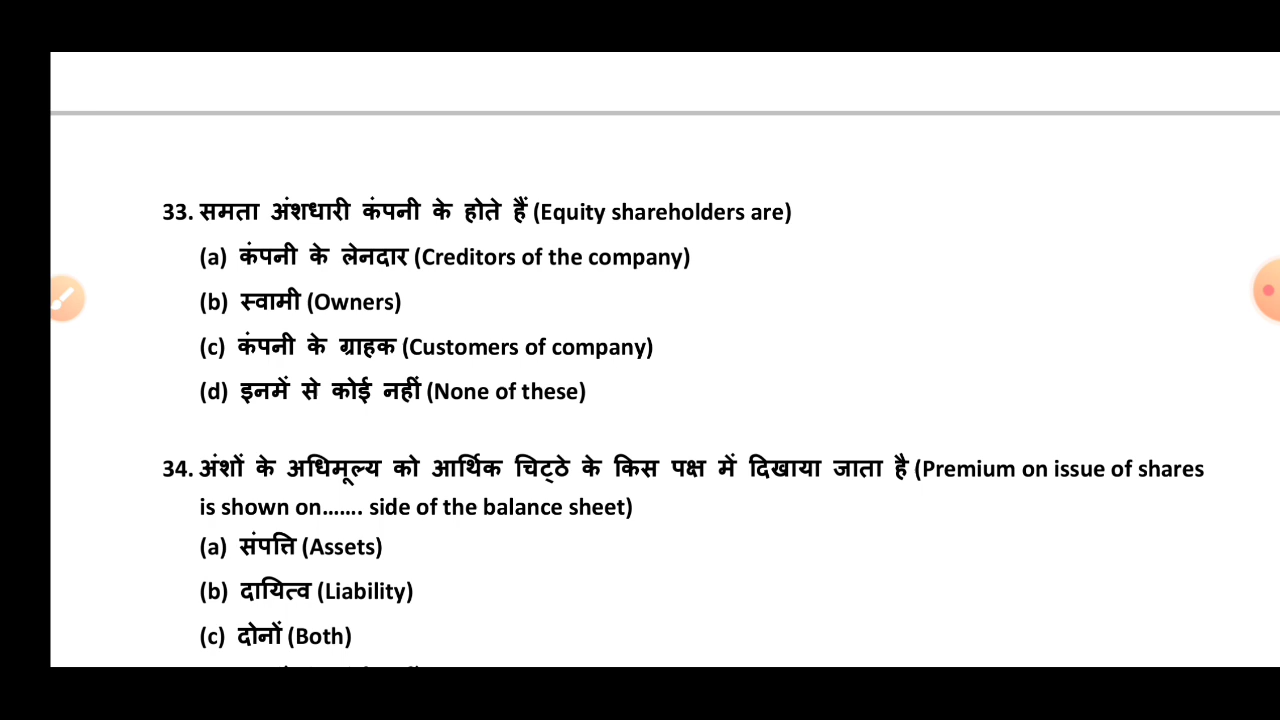 33. समता अंशधारी कंपनी के होते हैं (Equity shareholders are)
(a) कंपनी के लेनदार (Creditors of the company)
(b) स्वामी (Owners)
(c) कंपनी के ग्राहक (Customers of company)
(d) इनमें से कोई नहीं (None of these)
34. अंशों के अधिमूल्य को आर्थिक चिट्ठे के किस पक्ष में दिखाया जाता है (Premium on issue of shares
is shown on....... side of the balance sheet)
(a) संपत्ति (Assets)
(b) दायित्व (Liability)
(c) दोनों (Both)